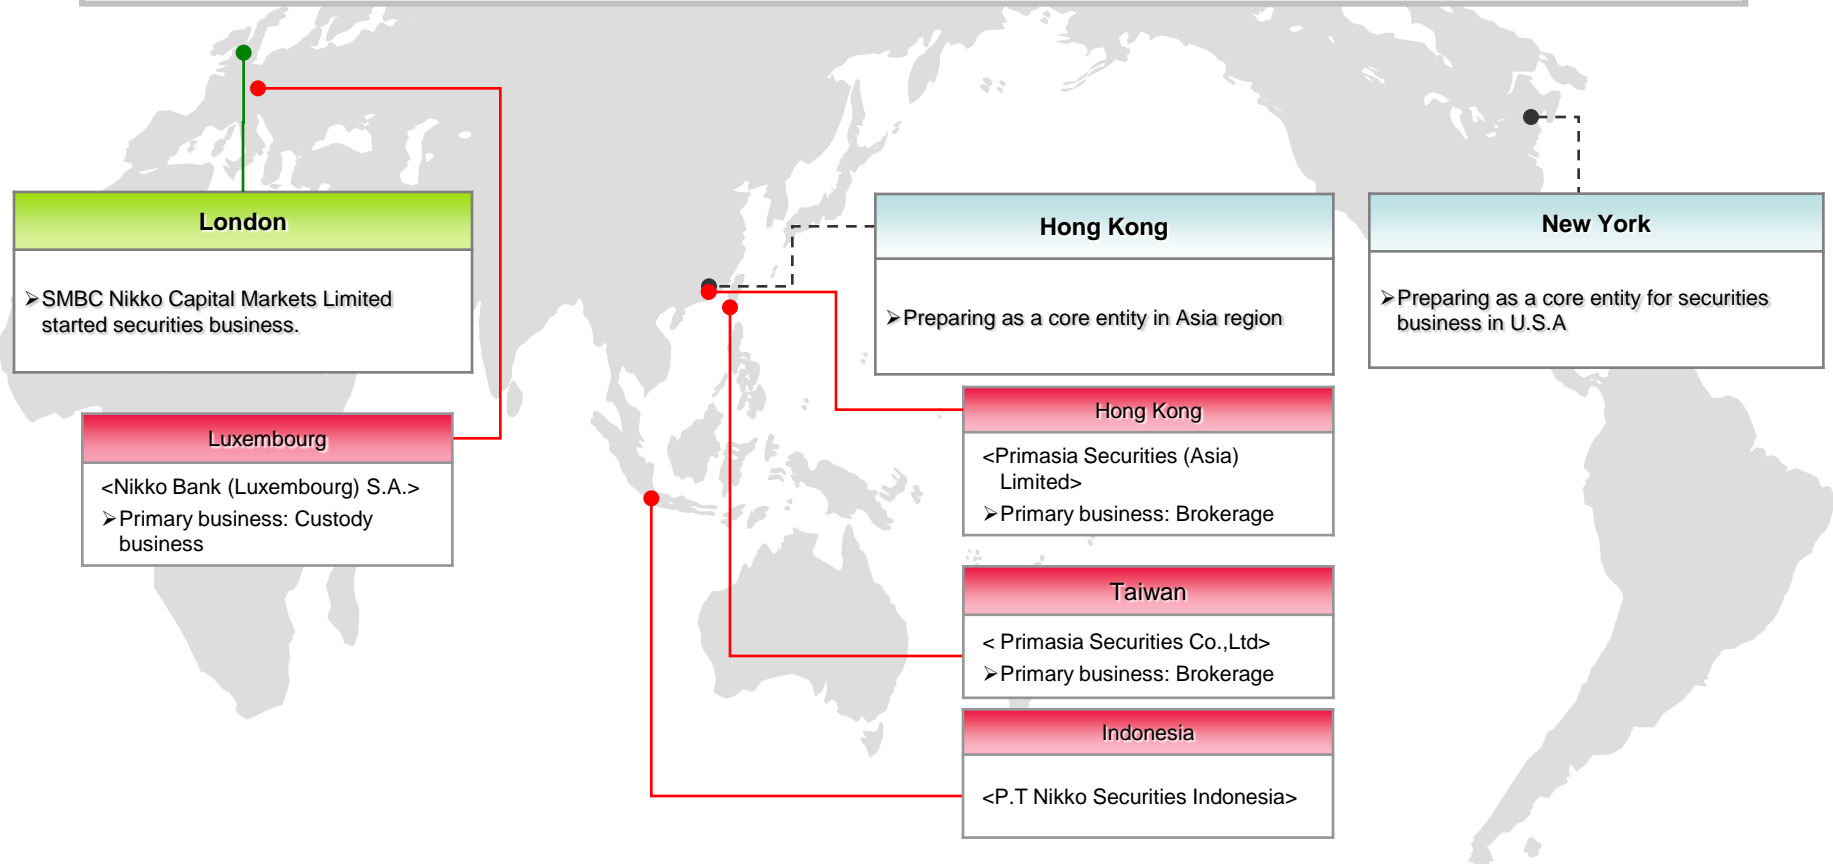 London
➢SMBC Nikko Capital Markets Limited
started securities business.
Luxembourg
<Nikko Bank (Luxembourg) S.A.>
➢Primary business: Custody
business
Hong Kong
➢Preparing as a core entity in Asia region
New York
➢Preparing as a core entity for securities
business in U.S.A
Hong Kong
<Primasia Securities (Asia)
Limited>
➢Primary business: Brokerage
Taiwan
< Primasia Securities Co.,Ltd>
➢Primary business: Brokerage
Indonesia
<P.T Nikko Securities Indonesia>